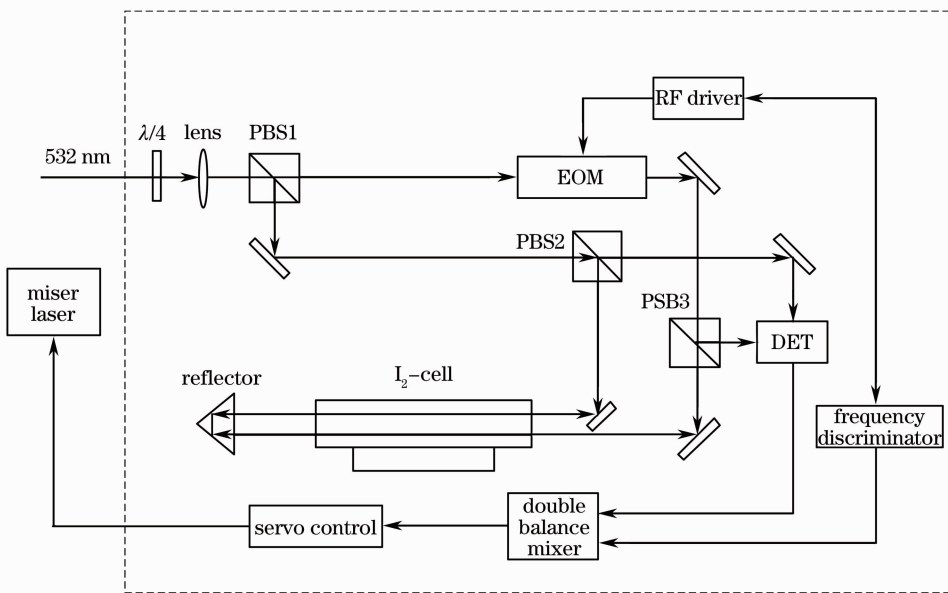 RF driver
λ/4
lens
PBS1
532 nm
EOM
PBS2
miser
laser
PSB3
DET
I₂-cell
reflector
frequency
discriminator
double
balance
mixer
servo control